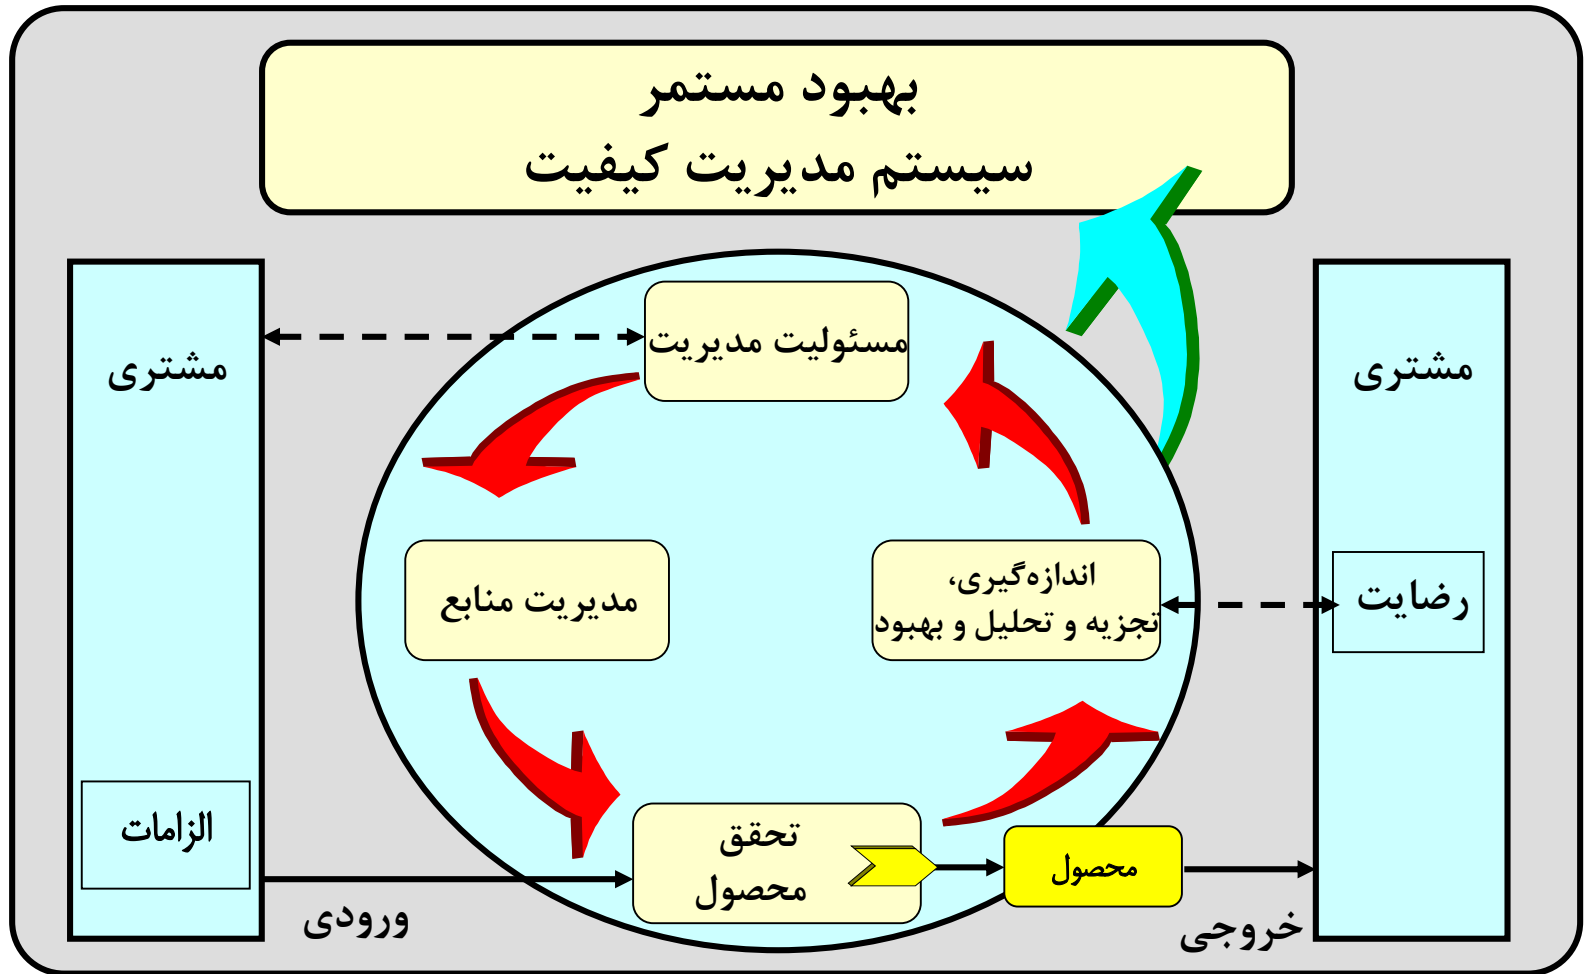 بهبود مستمر
سیستم مدیریت کیفیت
مسئولیت مدیریت
مشتری
مشتری
اندازه‌گیری،
تجزیه و تحلیل و بهبود
مدیریت منابع
رضایت
الزامات
تحقق
محصول
محصول
ورودی
خروجی